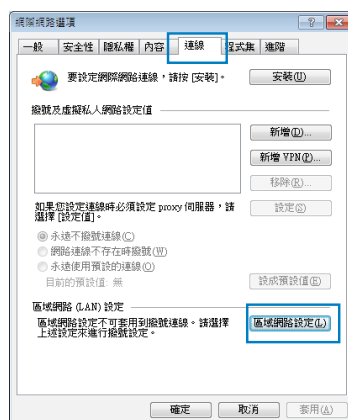 網際網路選項
一般 安全性 隱私權 內容 連線 程式集 進階
要設定網際網路連線，請按 [安裝]。 安裝(U)
撥號及虛擬私人網路設定值
新增(D)...
新增 VPN(P)...
移除(R)...
如果您設定連線時必須設定 proxy 伺服器，請
選擇 [設定值]。
設定(S)
永遠不撥號連線(C)
網路連線不存在時撥號(W)
永遠使用預設的連線(O)
目前的預設值: 無 設成預設值(E)
區域網路 (LAN) 設定
區域網路設定不可套用到撥號連線。請選擇
上述設定來進行撥號設定。
區域網路設定(L)
確定 取消 套用(A)